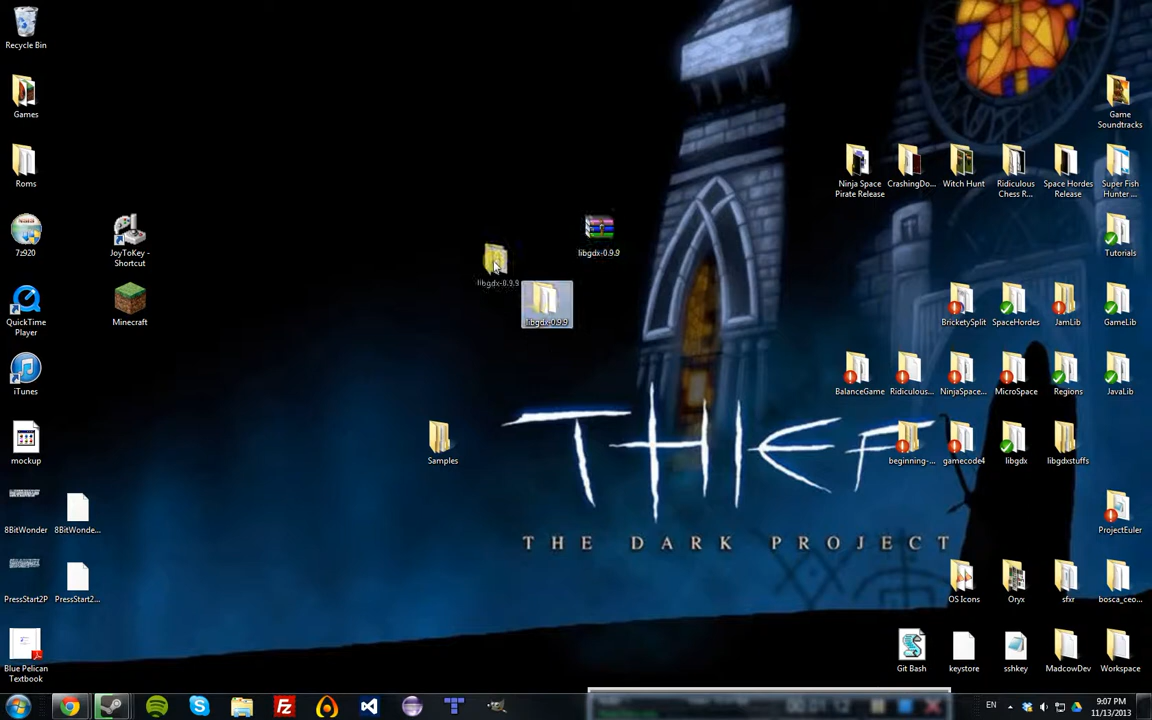 Recycle Bin
Games
Roms
7z920
QuickTime
Player
iTunes
mockup
8BitWonder
PressStart2P
Blue Pelican
Textbook
JoyToKey -
Shortcut
Minecraft
8BitWonde...
PressStart2...
libgdx-0.9.9
libgdx-0.9.9
libgdx-0.9.9
Samples
THIEF
THE DARK PROJECT
Game
Soundtracks
Ninja Space
Pirate Release
CrashingDo...
Witch Hunt
Ridiculous
Chess R...
Space Hordes
Release
Super Fish
Hunter ...
Tutorials
BricketySplit
SpaceHordes
JamLib
GameLib
BalanceGame
Ridiculous...
NinjaSpace...
MicroSpace
Regions
JavaLib
beginning-...
gamecode4
libgdx
libgdxstuffs
ProjectEuler
OS Icons
Oryx
sfxr
bosca_ceo...
Git Bash
keystore
sshkey
MadcowDev
Workspace
EN
9:07 PM
11/13/2013